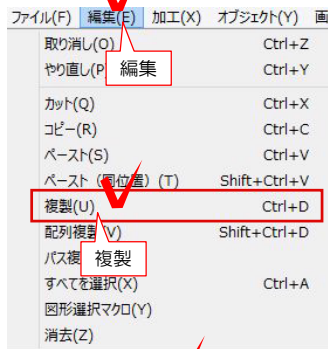 ファイル(F) 編集(E) 加工(X) オブジェクト(Y)
取り消し(O) Ctrl+Z
やり直し(P) Ctrl+Y
編集
カット(Q) Ctrl+X
コピー(R) Ctrl+C
ペースト(S) Ctrl+V
ペースト（同位置）(T) Shift+Ctrl+V
複製(U) Ctrl+D
配列複製(V) Shift+Ctrl+D
パス複
複製
すべてを選択(X) Ctrl+A
図形選択マクロ(Y)
消去(Z)